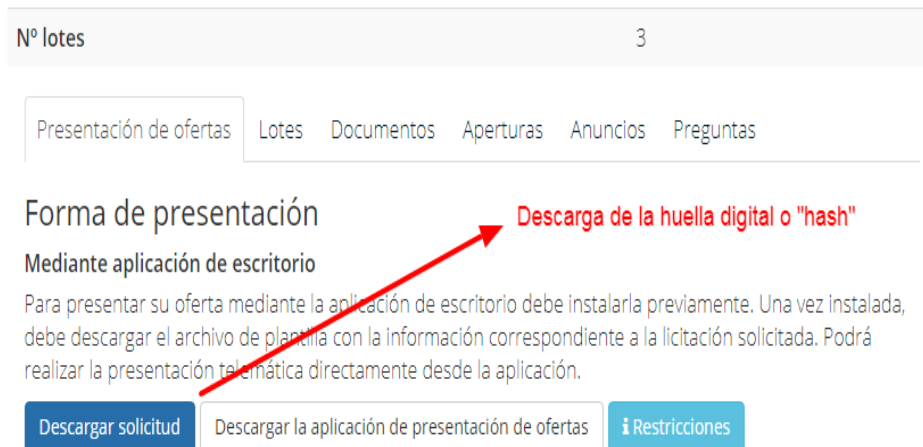 Nº lotes 3
Presentación de ofertas Lotes Documentos Aperturas Anuncios Preguntas
Forma de presentación
Descarga de la huella digital o "hash"
Mediante aplicación de escritorio
Para presentar su oferta mediante la aplicación de escritorio debe instalarla previamente. Una vez instalada,
debe descargar el archivo de plantilla con la información correspondiente a la licitación solicitada. Podrá
realizar la presentación telemática directamente desde la aplicación.
Descargar solicitud Descargar la aplicación de presentación de ofertas i Restricciones